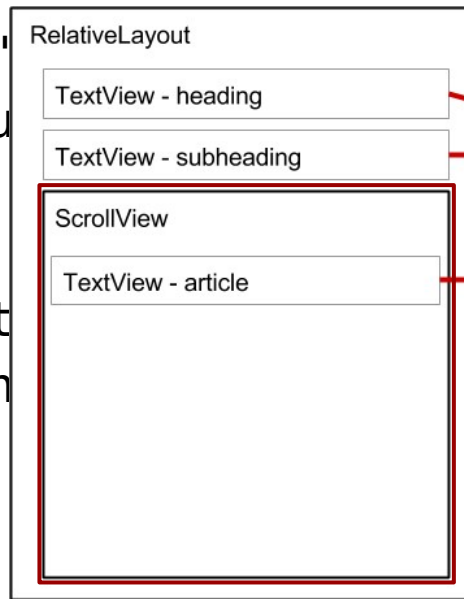 RelativeLayout
TextView - heading
TextView - subheading
ScrollView
TextView - article